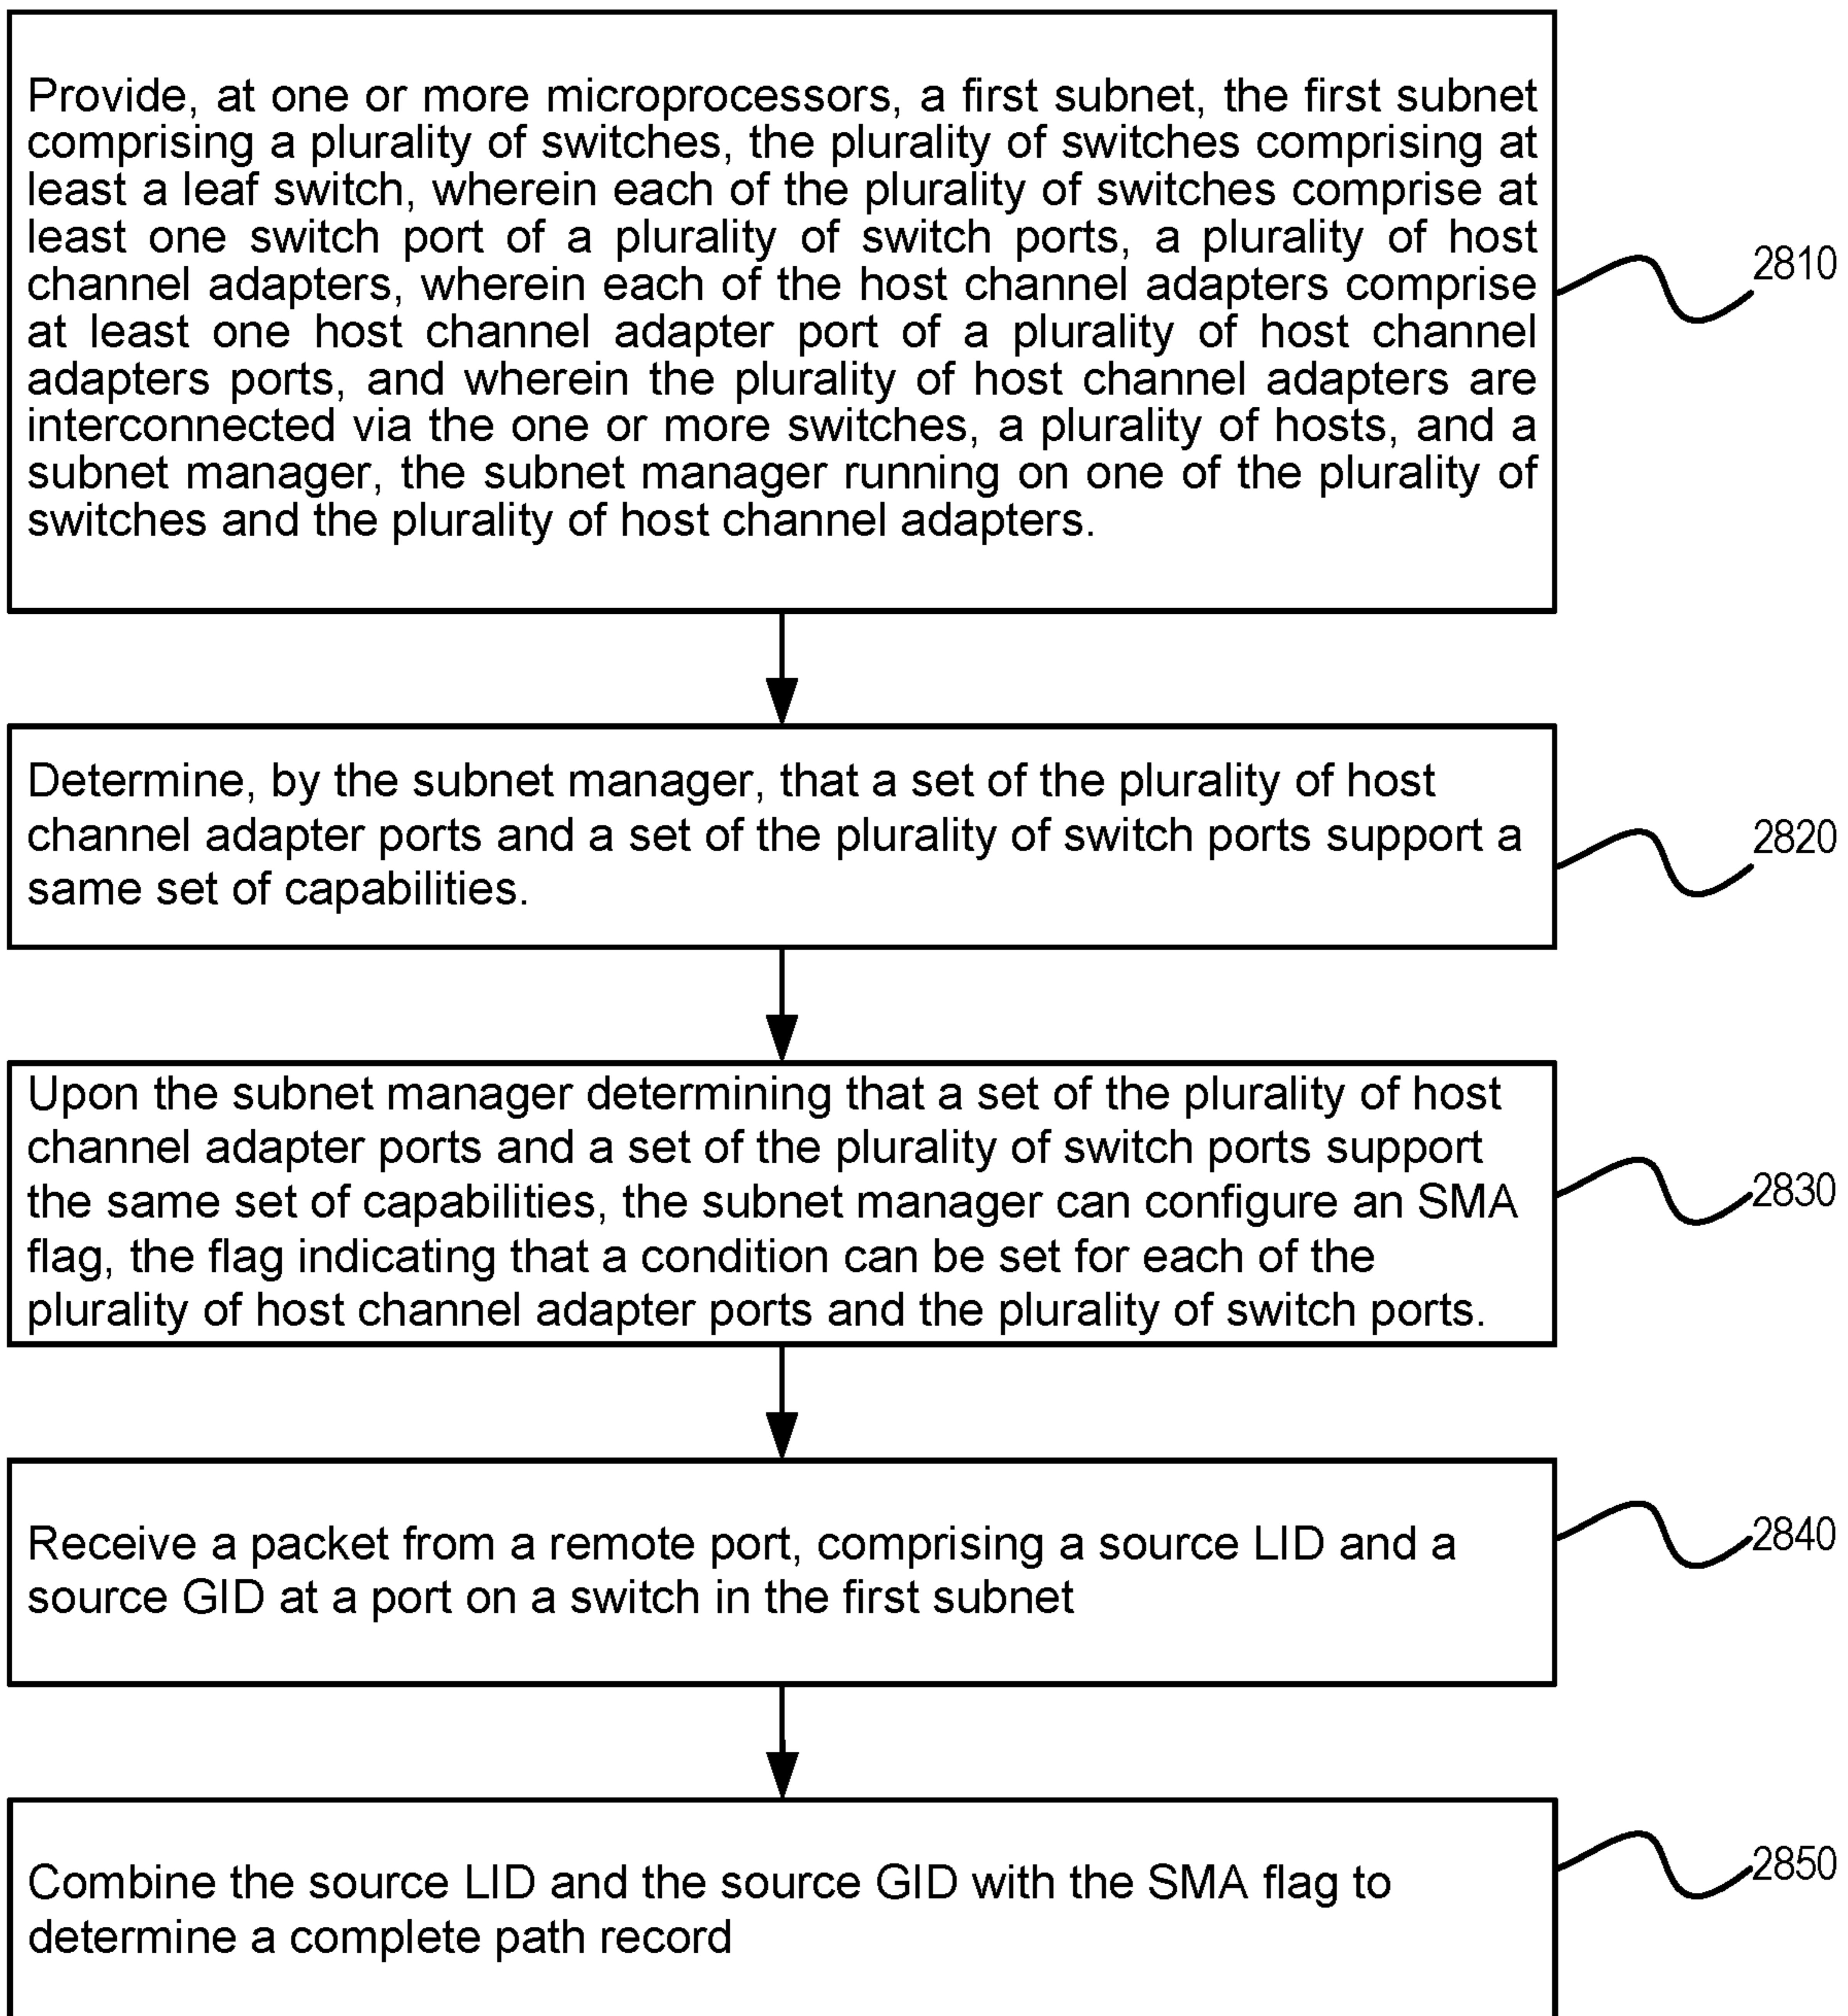 Provide, at one or more microprocessors, a first subnet, the first subnet
comprising a plurality of switches, the plurality of switches comprising at
least a leaf switch, wherein each of the plurality of switches comprise at
least one switch port of a plurality of switch ports, a plurality of host
channel adapters, wherein each of the host channel adapters comprise
at least one host channel adapter port of a plurality of host channel
adapters ports, and wherein the plurality of host channel adapters are
interconnected via the one or more switches, a plurality of hosts, and a
subnet manager, the subnet manager running on one of the plurality of
switches and the plurality of host channel adapters.
2810
Determine, by the subnet manager, that a set of the plurality of host
channel adapter ports and a set of the plurality of switch ports support a
same set of capabilities.
2820
Upon the subnet manager determining that a set of the plurality of host
channel adapter ports and a set of the plurality of switch ports support
the same set of capabilities, the subnet manager can configure an SMA
flag, the flag indicating that a condition can be set for each of the
plurality of host channel adapter ports and the plurality of switch ports.
2830
Receive a packet from a remote port, comprising a source LID and a
source GID at a port on a switch in the first subnet
2840
Combine the source LID and the source GID with the SMA flag to
determine a complete path record
2850